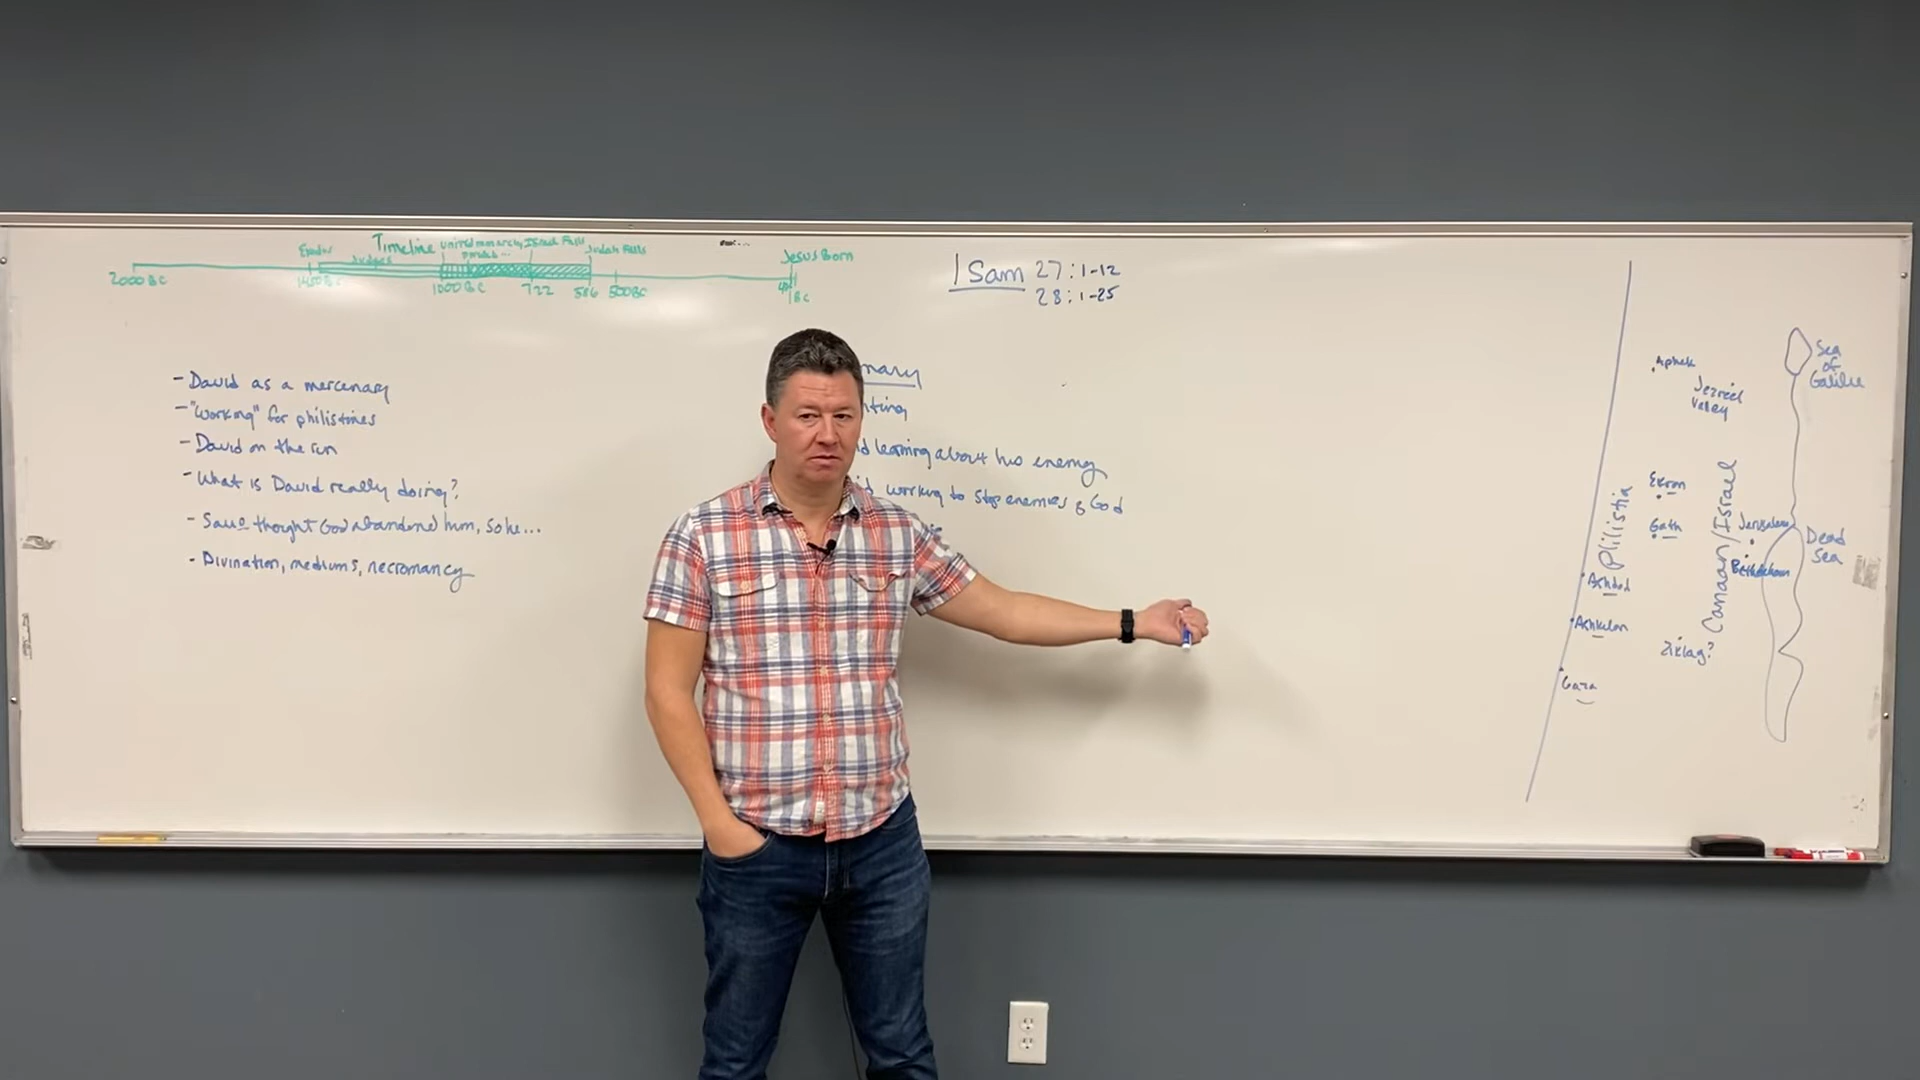 Exodus Timeline united monarchy Israel Falls Judah Falls
Judges
Jesus Born
2000 BC 1450 BC 1000 BC 722 586 500 BC
1 BC
1 Sam 27:1-12
28:1-25
- David as a mercenary
- "Working" for philistines
- David on the run
- What is David really doing?
- Saul thought God abandoned him, so he...
- Divination, mediums, necromancy
learning about his enemy
working to stop enemies of God
Sea
of
Galilee
Aphek
Jezreel
Valley
Ekron
Gath
Philistia
Canaan/Israel
Jerusalem
Bethlehem
Dead
Sea
Ashdod
Ashkelon
Ziklag?
Gaza